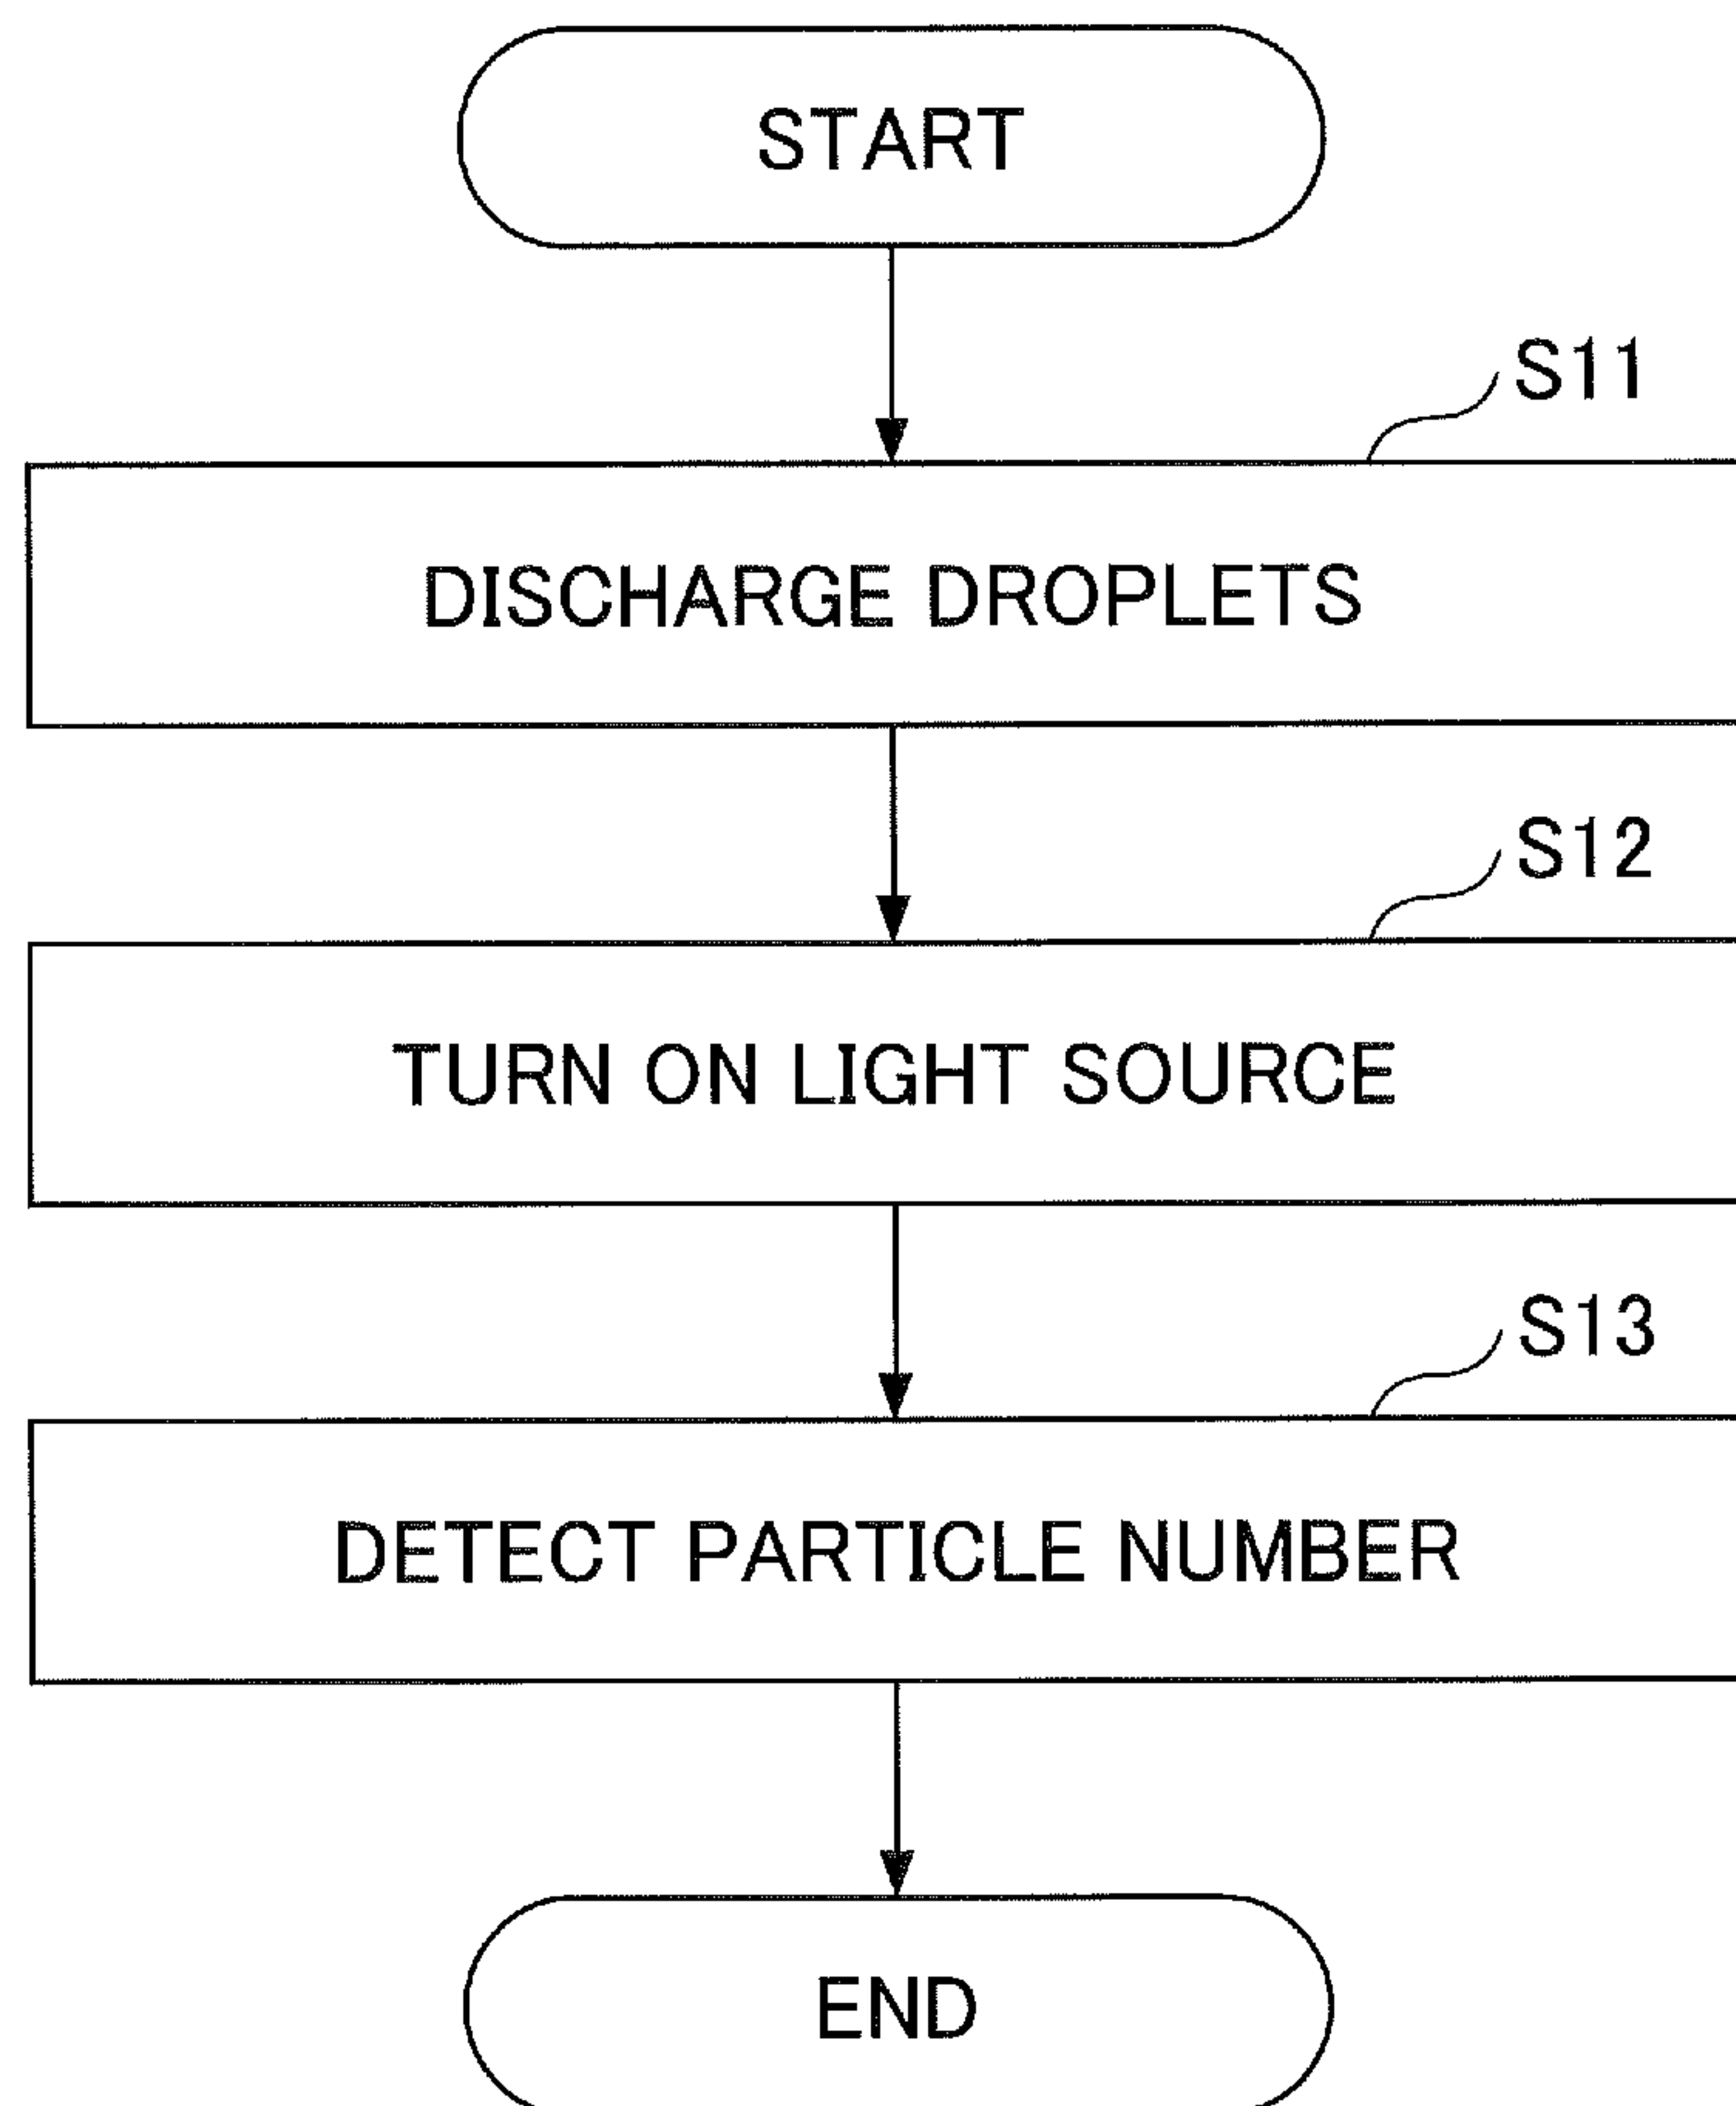 START
S11
DISCHARGE DROPLETS
S12
TURN ON LIGHT SOURCE
S13
DETECT PARTICLE NUMBER
END